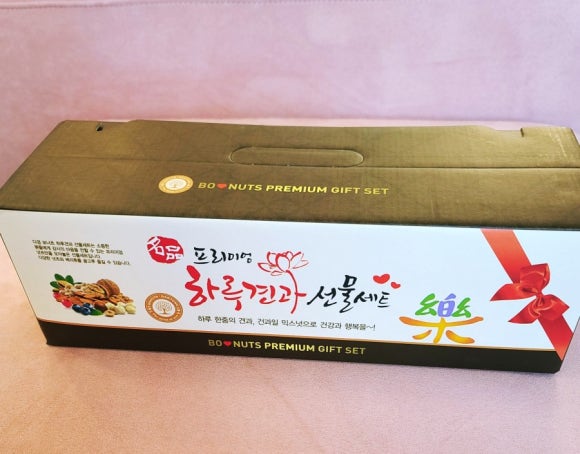 BO❤NUTS PREMIUM GIFT SET
名品
프리미엄
하루견과 선물세트
하루 한줌의 견과, 견과일 믹스넛으로 건강과 행복을~!
樂
BO❤NUTS PREMIUM GIFT SET